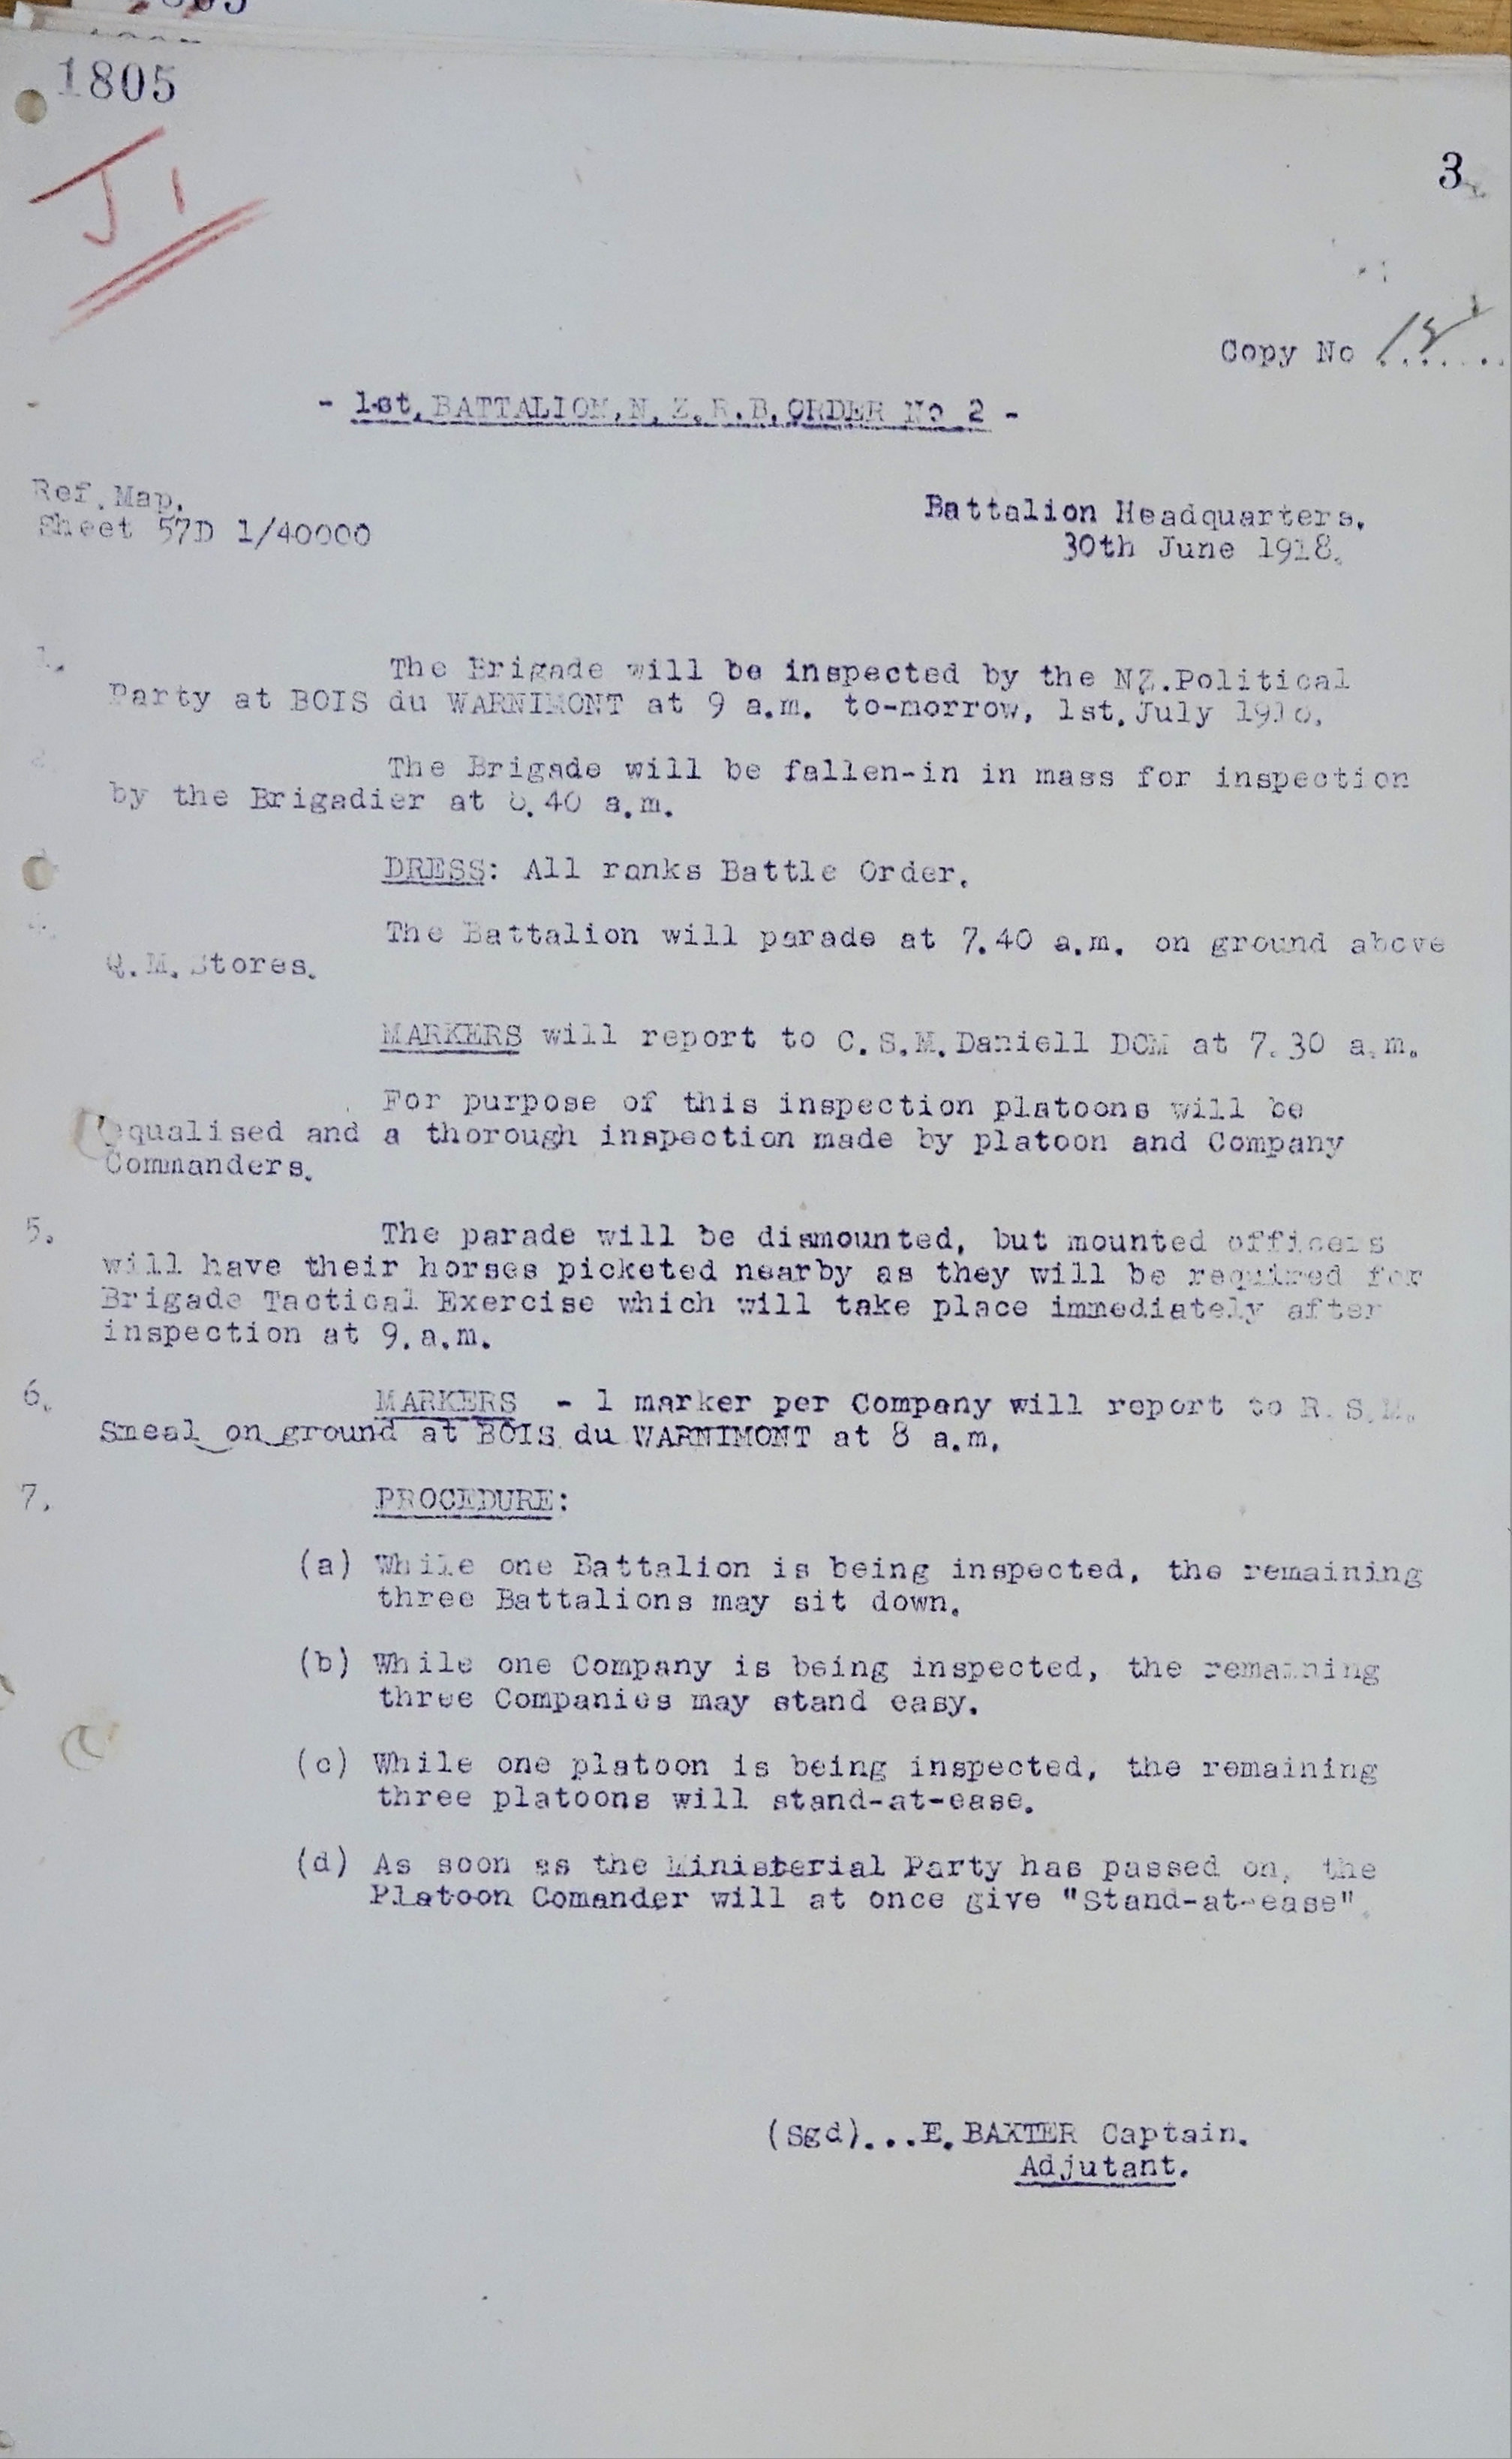 1805
J 1
3
Copy No
- 1st. BATTALION. N. Z. R. B. ORDER No 2 -
Ref. Map.
Sheet 57D 1/40000
Battalion Headquarters.
30th June 1918.
1. The Brigade will be inspected by the NZ. Political
Party at BOIS du WARNIMONT at 9 a.m. to-morrow, 1st. July 1918.
2. The Brigade will be fallen-in in mass for inspection
by the Brigadier at 8.40 a.m.
DRESS: All ranks Battle Order.
4. The Battalion will parade at 7.40 a.m. on ground above
Q.M. Stores.
MARKERS will report to C.S.M. Daniell DCM at 7.30 a.m.
For purpose of this inspection platoons will be
equalised and a thorough inspection made by platoon and Company
Commanders.
5. The parade will be dismounted, but mounted officers
will have their horses picketed nearby as they will be required for
Brigade Tactical Exercise which will take place immediately after
inspection at 9.a.m.
6. MARKERS - 1 marker per Company will report to R.S.M.
Smeal on ground at BOIS du WARNIMONT at 8 a.m.
7. PROCEDURE:
(a) While one Battalion is being inspected, the remaining
three Battalions may sit down.
(b) While one Company is being inspected, the remaining
three Companies may stand easy.
(c) While one platoon is being inspected, the remaining
three platoons will stand-at-ease.
(d) As soon as the Ministerial Party has passed on, the
Platoon Comander will at once give "Stand-at-ease".
(Sgd)...E. BAXTER Captain.
Adjutant.